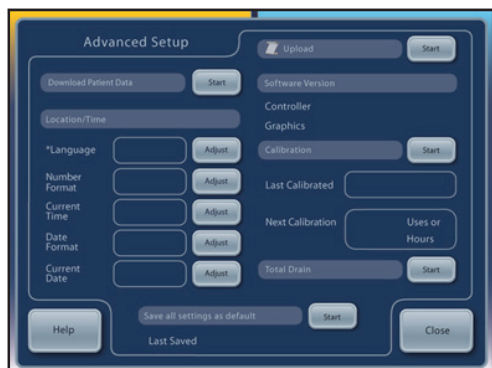 Advanced Setup
Download Patient Data
Start
Location/Time
*Language
Adjust
Number
Format
Adjust
Current
Time
Adjust
Date
Format
Adjust
Current
Date
Adjust
Upload
Start
Software Version
Controller
Graphics
Calibration
Start
Last Calibrated
Next Calibration
Uses or
Hours
Total Drain
Start
Help
Save all settings as default
Start
Last Saved
Close